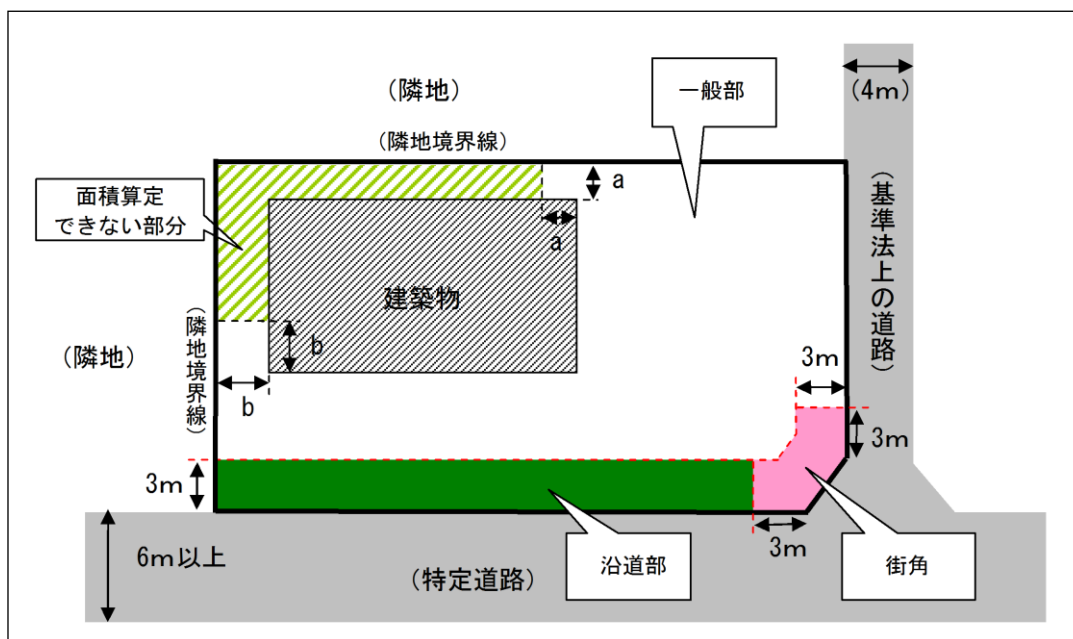 (隣地)
(隣地境界線)
一般部
(4m)
面積算定
できない部分
a
a
(基準法上の道路)
建築物
(隣地)
(隣地境界線)
b
b
3m
3m
3m
3m
6m以上
沿道部
街角
(特定道路)